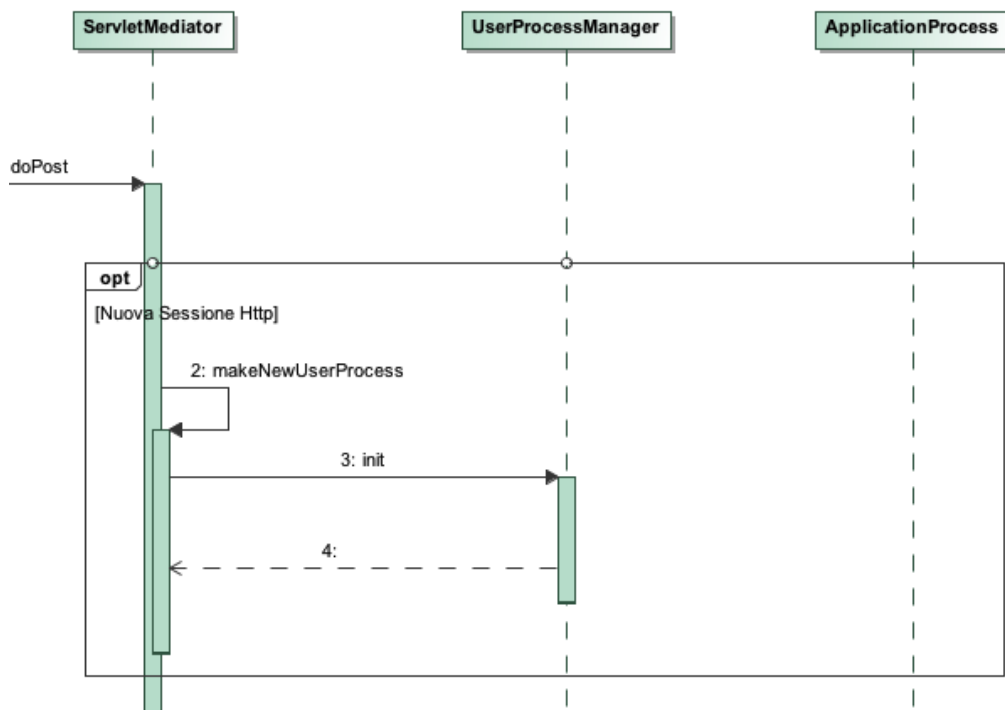 ServletMediator
UserProcessManager
ApplicationProcess
doPost
opt
[Nuova Sessione Http]
2: makeNewUserProcess
3: init
4: